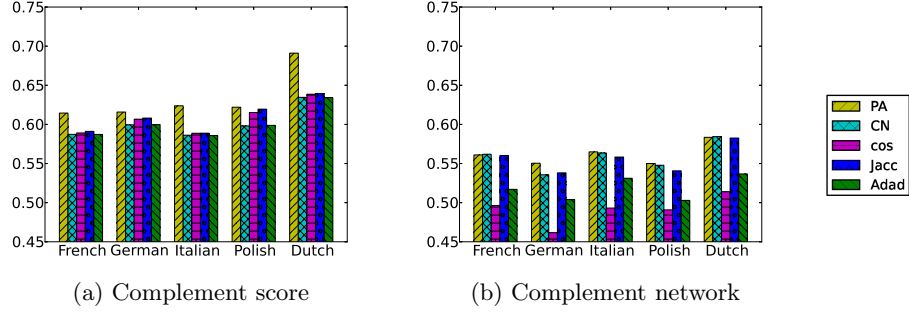 0.75
0.70
0.65
0.60
0.55
0.50
0.45
French German Italian Polish Dutch
(a) Complement score
0.75
0.70
0.65
0.60
0.55
0.50
0.45
French German Italian Polish Dutch
(b) Complement network
PA
CN
cos
Jacc
Adad